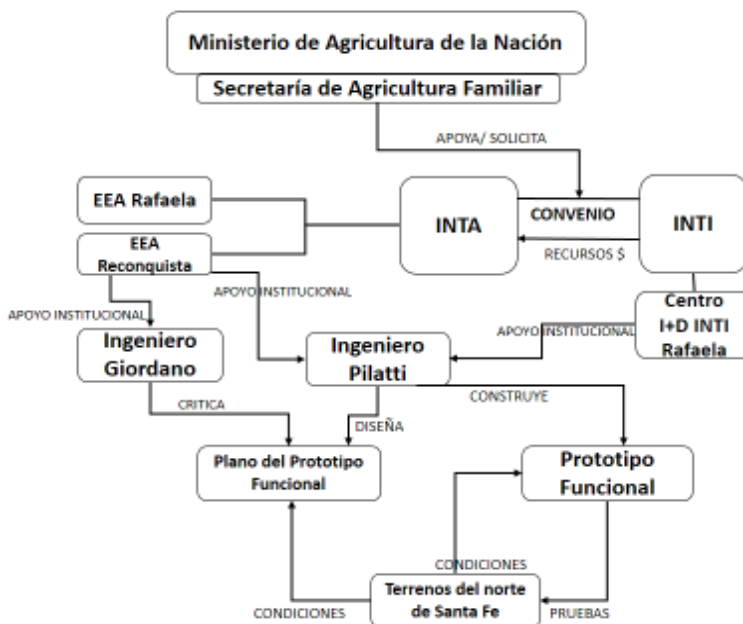 Ministerio de Agricultura de la Nación
Secretaría de Agricultura Familiar
APOYA/ SOLICITA
EEA Rafaela
INTA
CONVENIO
INTI
EEA
Reconquista
RECURSOS $
APOYO INSTITUCIONAL
Centro
I+D INTI
Rafaela
APOYO INSTITUCIONAL
APOYO INSTITUCIONAL
Ingeniero
Giordano
Ingeniero
Pilatti
CRITICA
DISEÑA
CONSTRUYE
Plano del Prototipo
Funcional
Prototipo
Funcional
CONDICIONES
Terrenos del norte
de Santa Fe
CONDICIONES
PRUEBAS